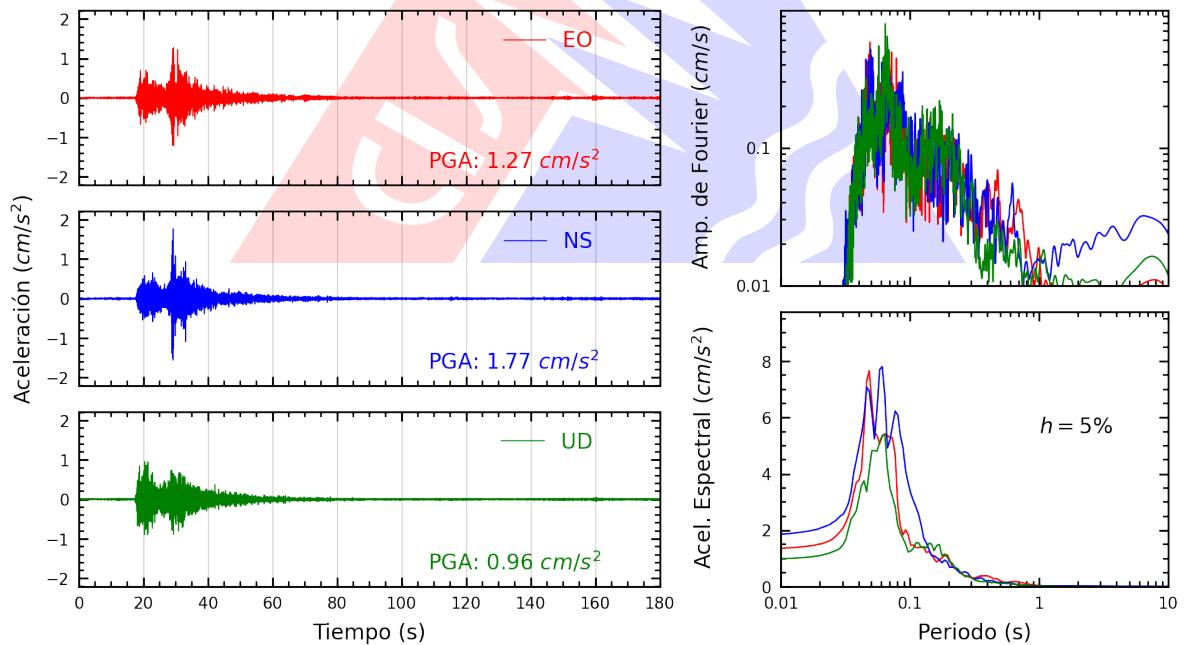 Aceleración (cm/s²)
2
1
0
−1
−2
EO
PGA: 1.27 cm/s²
2
1
0
−1
−2
NS
PGA: 1.77 cm/s²
2
1
0
−1
−2
UD
PGA: 0.96 cm/s²
0 20 40 60 80 100 120 140 160 180
Tiempo (s)
Amp. de Fourier (cm/s)
0.1
0.01
Acel. Espectral (cm/s²)
8
6
4
2
0
h = 5%
0.01 0.1 1 10
Periodo (s)